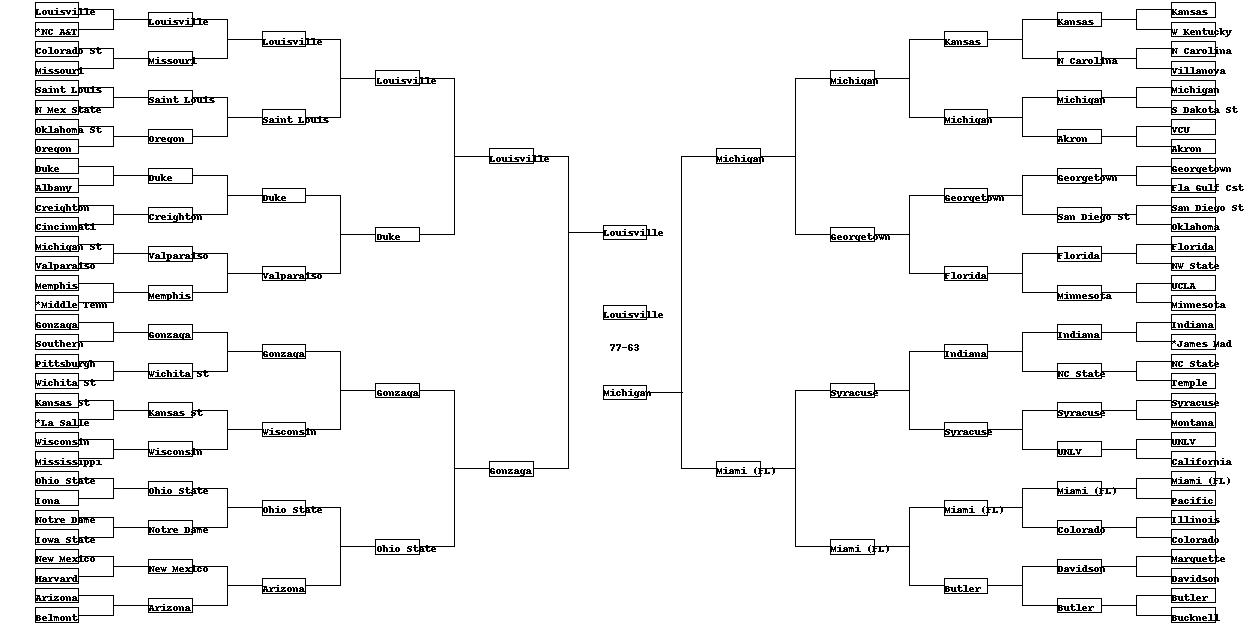 Louisville
*NC A&T
Colorado St
Missouri
Saint Louis
N Mex State
Oklahoma St
Oregon
Duke
Albany
Creighton
Cincinnati
Michigan St
Valparaiso
Memphis
*Middle Tenn
Gonzaga
Southern
Pittsburgh
Wichita St
Kansas St
*La Salle
Wisconsin
Mississippi
Ohio State
Iona
Notre Dame
Iowa State
New Mexico
Harvard
Arizona
Belmont
Louisville
Missouri
Saint Louis
Oregon
Duke
Creighton
Valparaiso
Memphis
Gonzaga
Wichita St
Kansas St
Wisconsin
Ohio State
Notre Dame
New Mexico
Arizona
Louisville
Saint Louis
Duke
Valparaiso
Gonzaga
Wisconsin
Ohio State
Arizona
Louisville
Duke
Gonzaga
Ohio State
Louisville
Gonzaga
Louisville
Louisville
77-63
Michigan
Michigan
Miami (FL)
Michigan
Georgetown
Syracuse
Miami (FL)
Kansas
Michigan
Georgetown
Florida
Indiana
Syracuse
Miami (FL)
Butler
Kansas
N Carolina
Michigan
Akron
Georgetown
San Diego St
Florida
Minnesota
Indiana
NC State
Syracuse
UNLV
Miami (FL)
Colorado
Davidson
Butler
Kansas
W Kentucky
N Carolina
Villanova
Michigan
S Dakota St
VCU
Akron
Georgetown
Fla Gulf Cst
San Diego St
Oklahoma
Florida
NW State
UCLA
Minnesota
Indiana
*James Mad
NC State
Temple
Syracuse
Montana
UNLV
California
Miami (FL)
Pacific
Illinois
Colorado
Marquette
Davidson
Butler
Bucknell